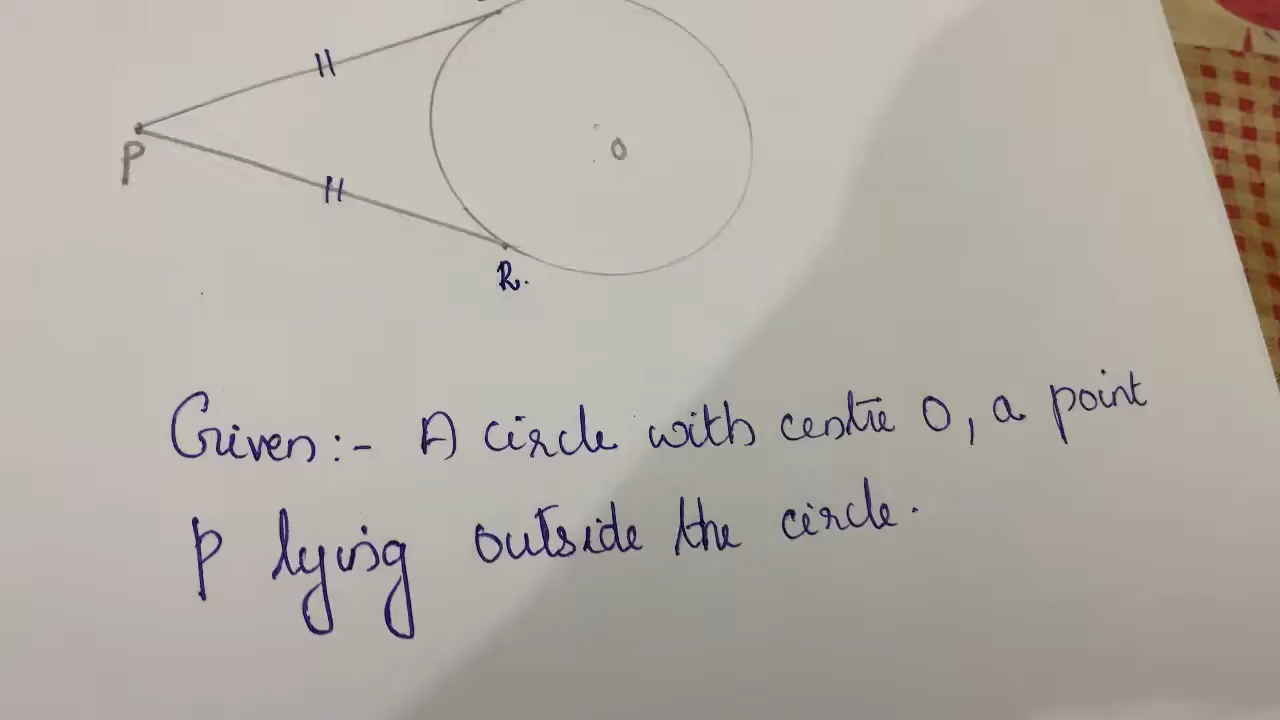 P
O
R.
Given:- A circle with centre O, a point
P lying outside the circle.